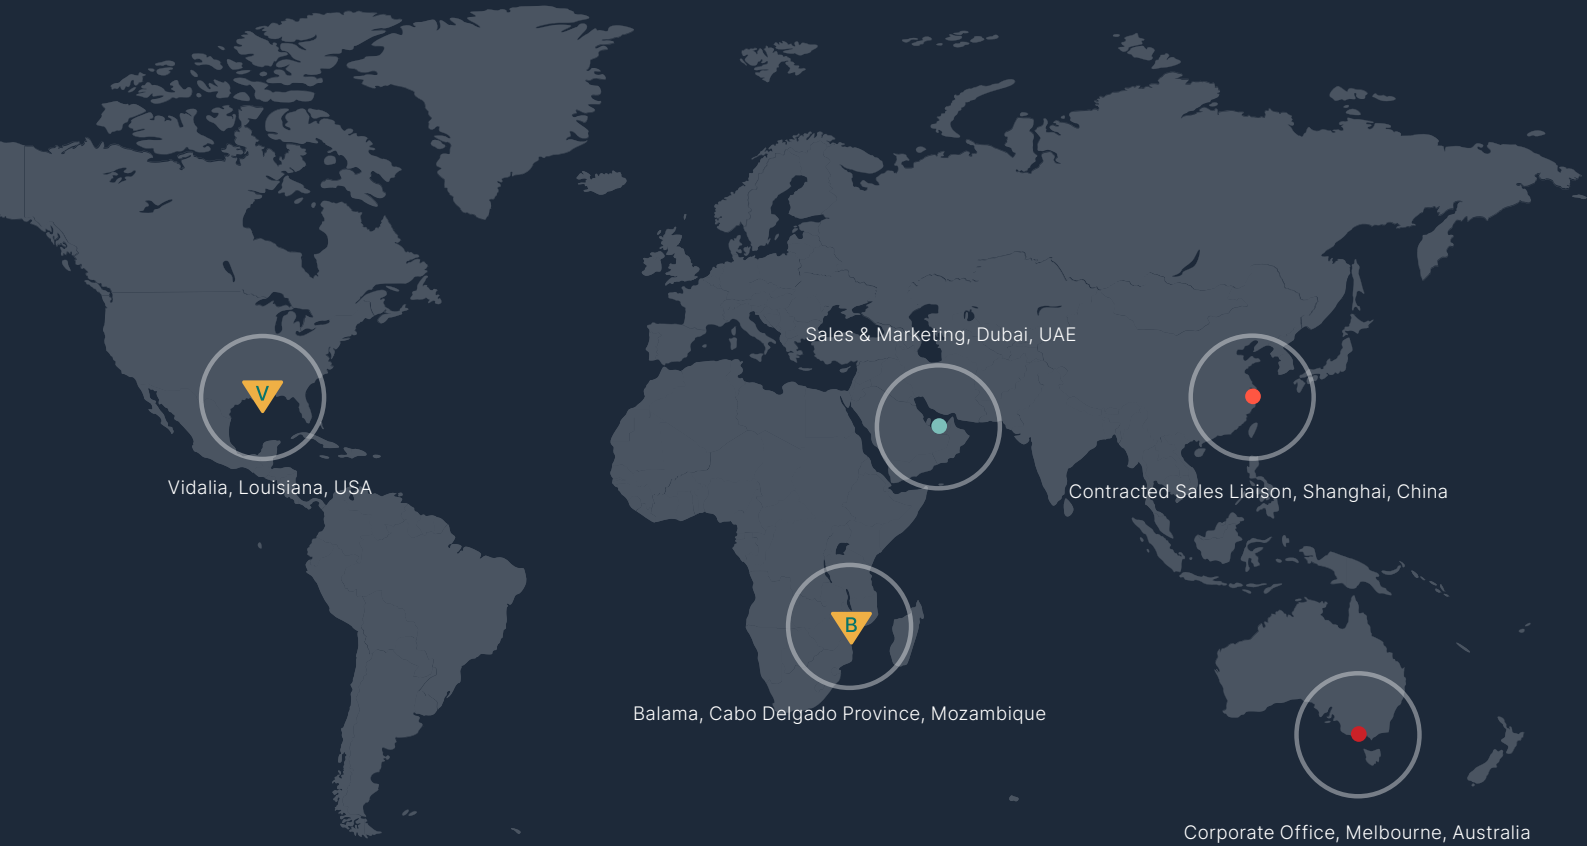 Sales & Marketing, Dubai, UAE
V
Vidalia, Louisiana, USA
Contracted Sales Liaison, Shanghai, China
B
Balama, Cabo Delgado Province, Mozambique
Corporate Office, Melbourne, Australia